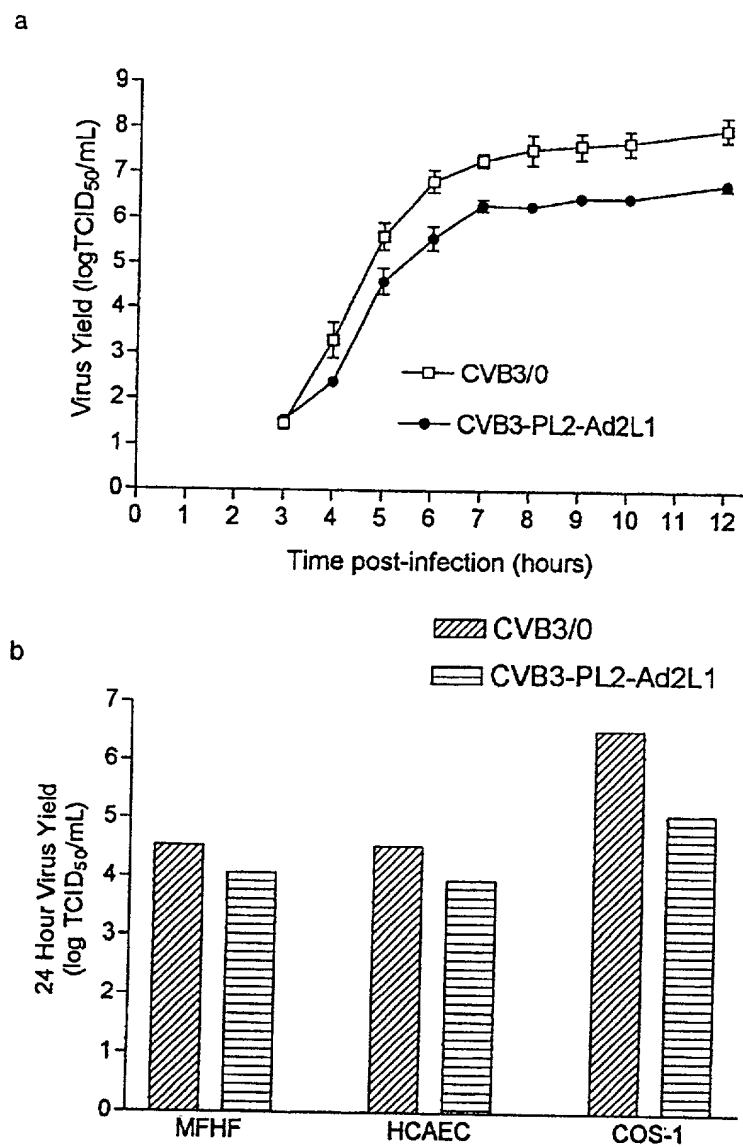 a
9
8
7
6
5
4
3
2
1
0
Virus Yield (logTCID50/mL)
CVB3/0
CVB3-PL2-Ad2L1
0 1 2 3 4 5 6 7 8 9 10 11 12
Time post-infection (hours)
b
CVB3/0
CVB3-PL2-Ad2L1
7
6
5
4
3
2
1
0
24 Hour Virus Yield
(log TCID50/mL)
MFHF HCAEC COS-1